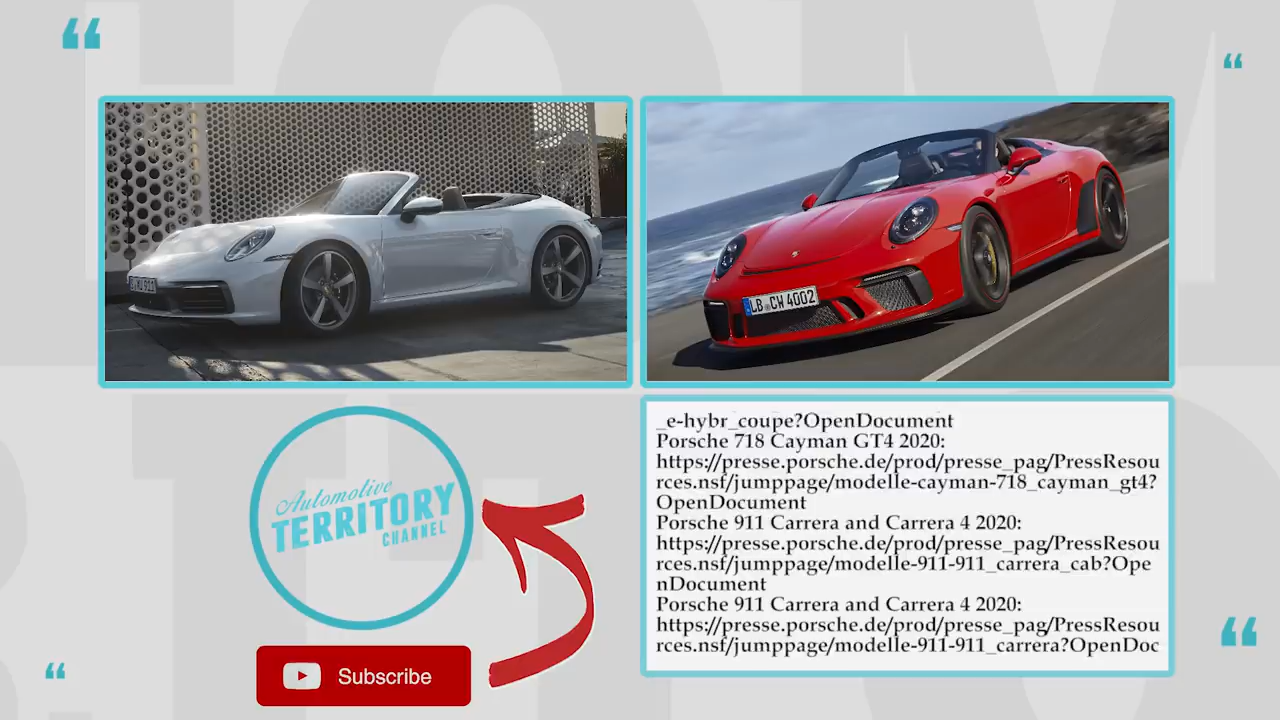 LB CW 4002
_e-hybr_coupe?OpenDocument
Porsche 718 Cayman GT4 2020:
https://presse.porsche.de/prod/presse_pag/PressResou
rces.nsf/jumppage/modelle-cayman-718_cayman_gt4?
OpenDocument
Porsche 911 Carrera and Carrera 4 2020:
https://presse.porsche.de/prod/presse_pag/PressResou
rces.nsf/jumppage/modelle-911-911_carrera_cab?Ope
nDocument
Porsche 911 Carrera and Carrera 4 2020:
https://presse.porsche.de/prod/presse_pag/PressResou
rces.nsf/jumppage/modelle-911-911_carrera?OpenDoc
Automotive
TERRITORY
CHANNEL
Subscribe